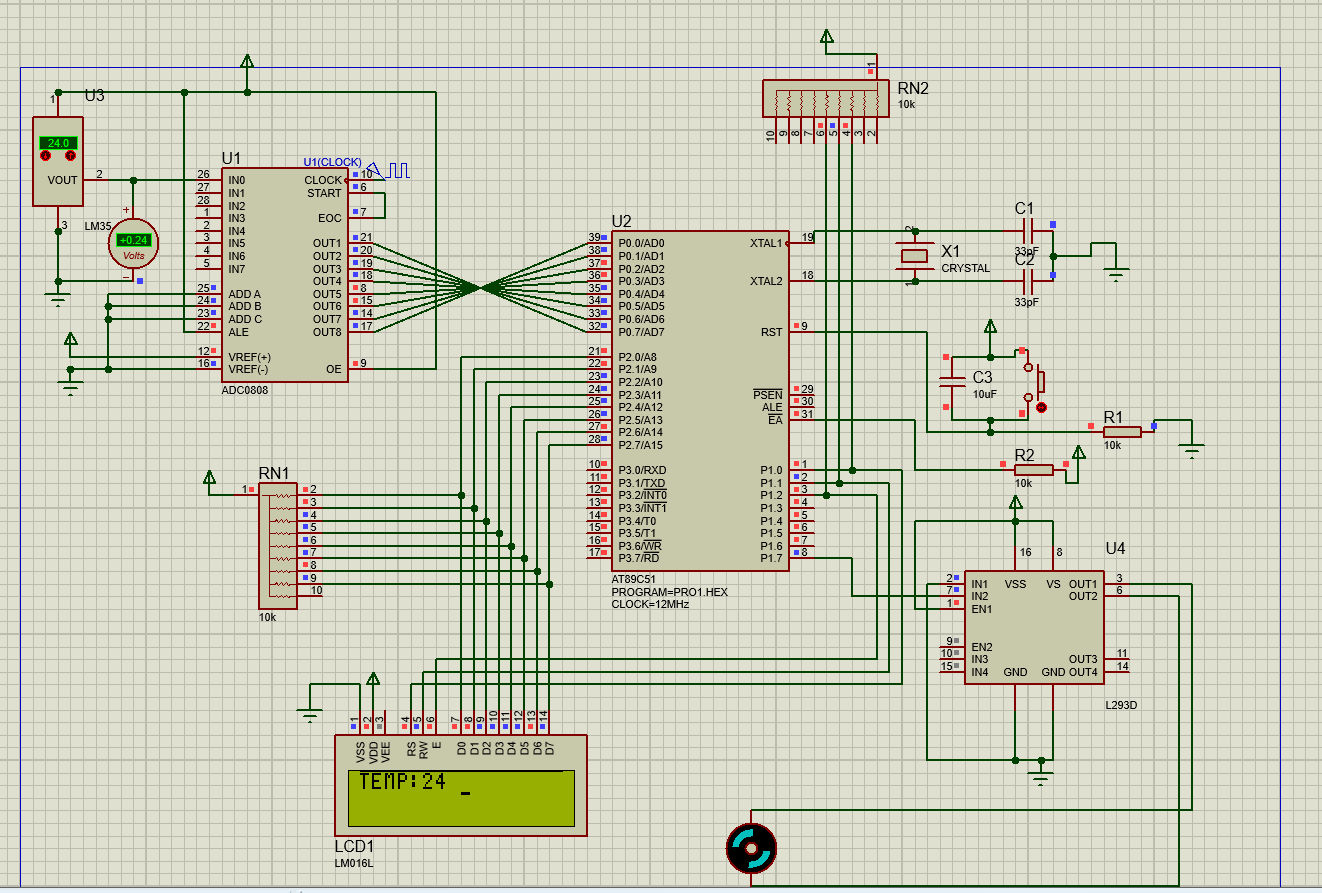 U3
1
24.0
VOUT
2
3
LM35
+
+0.24
Volts
U1
U1(CLOCK)
26 IN0
27 IN1
28 IN2
1 IN3
2 IN4
3 IN5
4 IN6
5 IN7
25 ADD A
24 ADD B
23 ADD C
22 ALE
12 VREF(+)
16 VREF(-)
CLOCK 10
START 6
EOC 7
OUT1 21
OUT2 20
OUT3 19
OUT4 18
OUT5 8
OUT6 15
OUT7 14
OUT8 17
OE 9
ADC0808
RN2
10k
1
10 9 8 7 6 5 4 3 2
U2
39 P0.0/AD0
38 P0.1/AD1
37 P0.2/AD2
36 P0.3/AD3
35 P0.4/AD4
34 P0.5/AD5
33 P0.6/AD6
32 P0.7/AD7
21 P2.0/A8
22 P2.1/A9
23 P2.2/A10
24 P2.3/A11
25 P2.4/A12
26 P2.5/A13
27 P2.6/A14
28 P2.7/A15
10 P3.0/RXD
11 P3.1/TXD
12 P3.2/INT0
13 P3.3/INT1
14 P3.4/T0
15 P3.5/T1
16 P3.6/WR
17 P3.7/RD
XTAL1 19
XTAL2 18
RST 9
PSEN 29
ALE 30
EA 31
P1.0 1
P1.1 2
P1.2 3
P1.3 4
P1.4 5
P1.5 6
P1.6 7
P1.7 8
AT89C51
PROGRAM=PRO1.HEX
CLOCK=12MHz
C1
33pF
C2
33pF
X1
CRYSTAL
2
1
C3
10uF
R1
10k
R2
10k
RN1
1
2
3
4
5
6
7
8
9
10
10k
U4
16 8
2 IN1
7 IN2
1 EN1
9 EN2
10 IN3
15 IN4
VSS VS
OUT1 3
OUT2 6
OUT3 11
OUT4 14
GND GND
L293D
1 2 3 4 5 6 7 8 9 10 11 12 13 14
VSS VDD VEE RS RW E D0 D1 D2 D3 D4 D5 D6 D7
TEMP:24 _
LCD1
LM016L